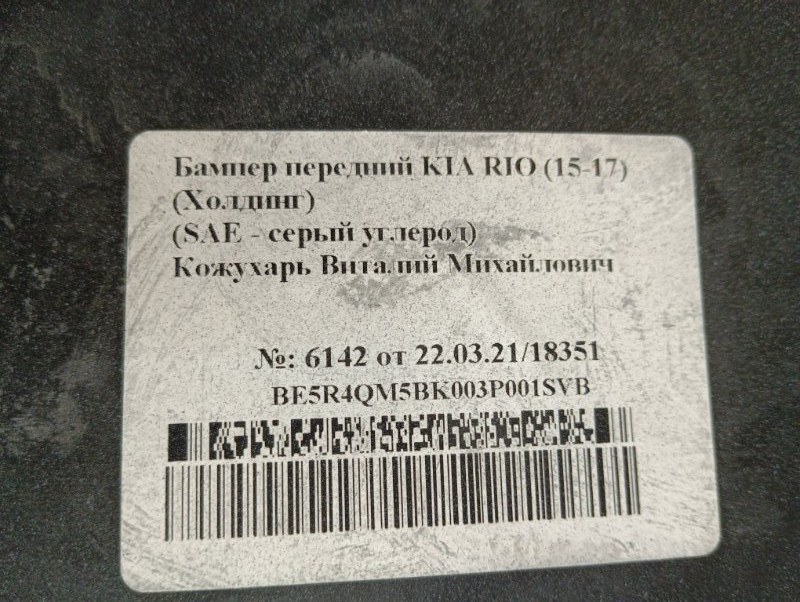 Бампер передний KIA RIO (15-17)
(Холдинг)
(SAE - серый углерод)
Кожухарь Виталий Михайлович
№: 6142 от 22.03.21/18351
BE5R4QM5BK003P001SVB